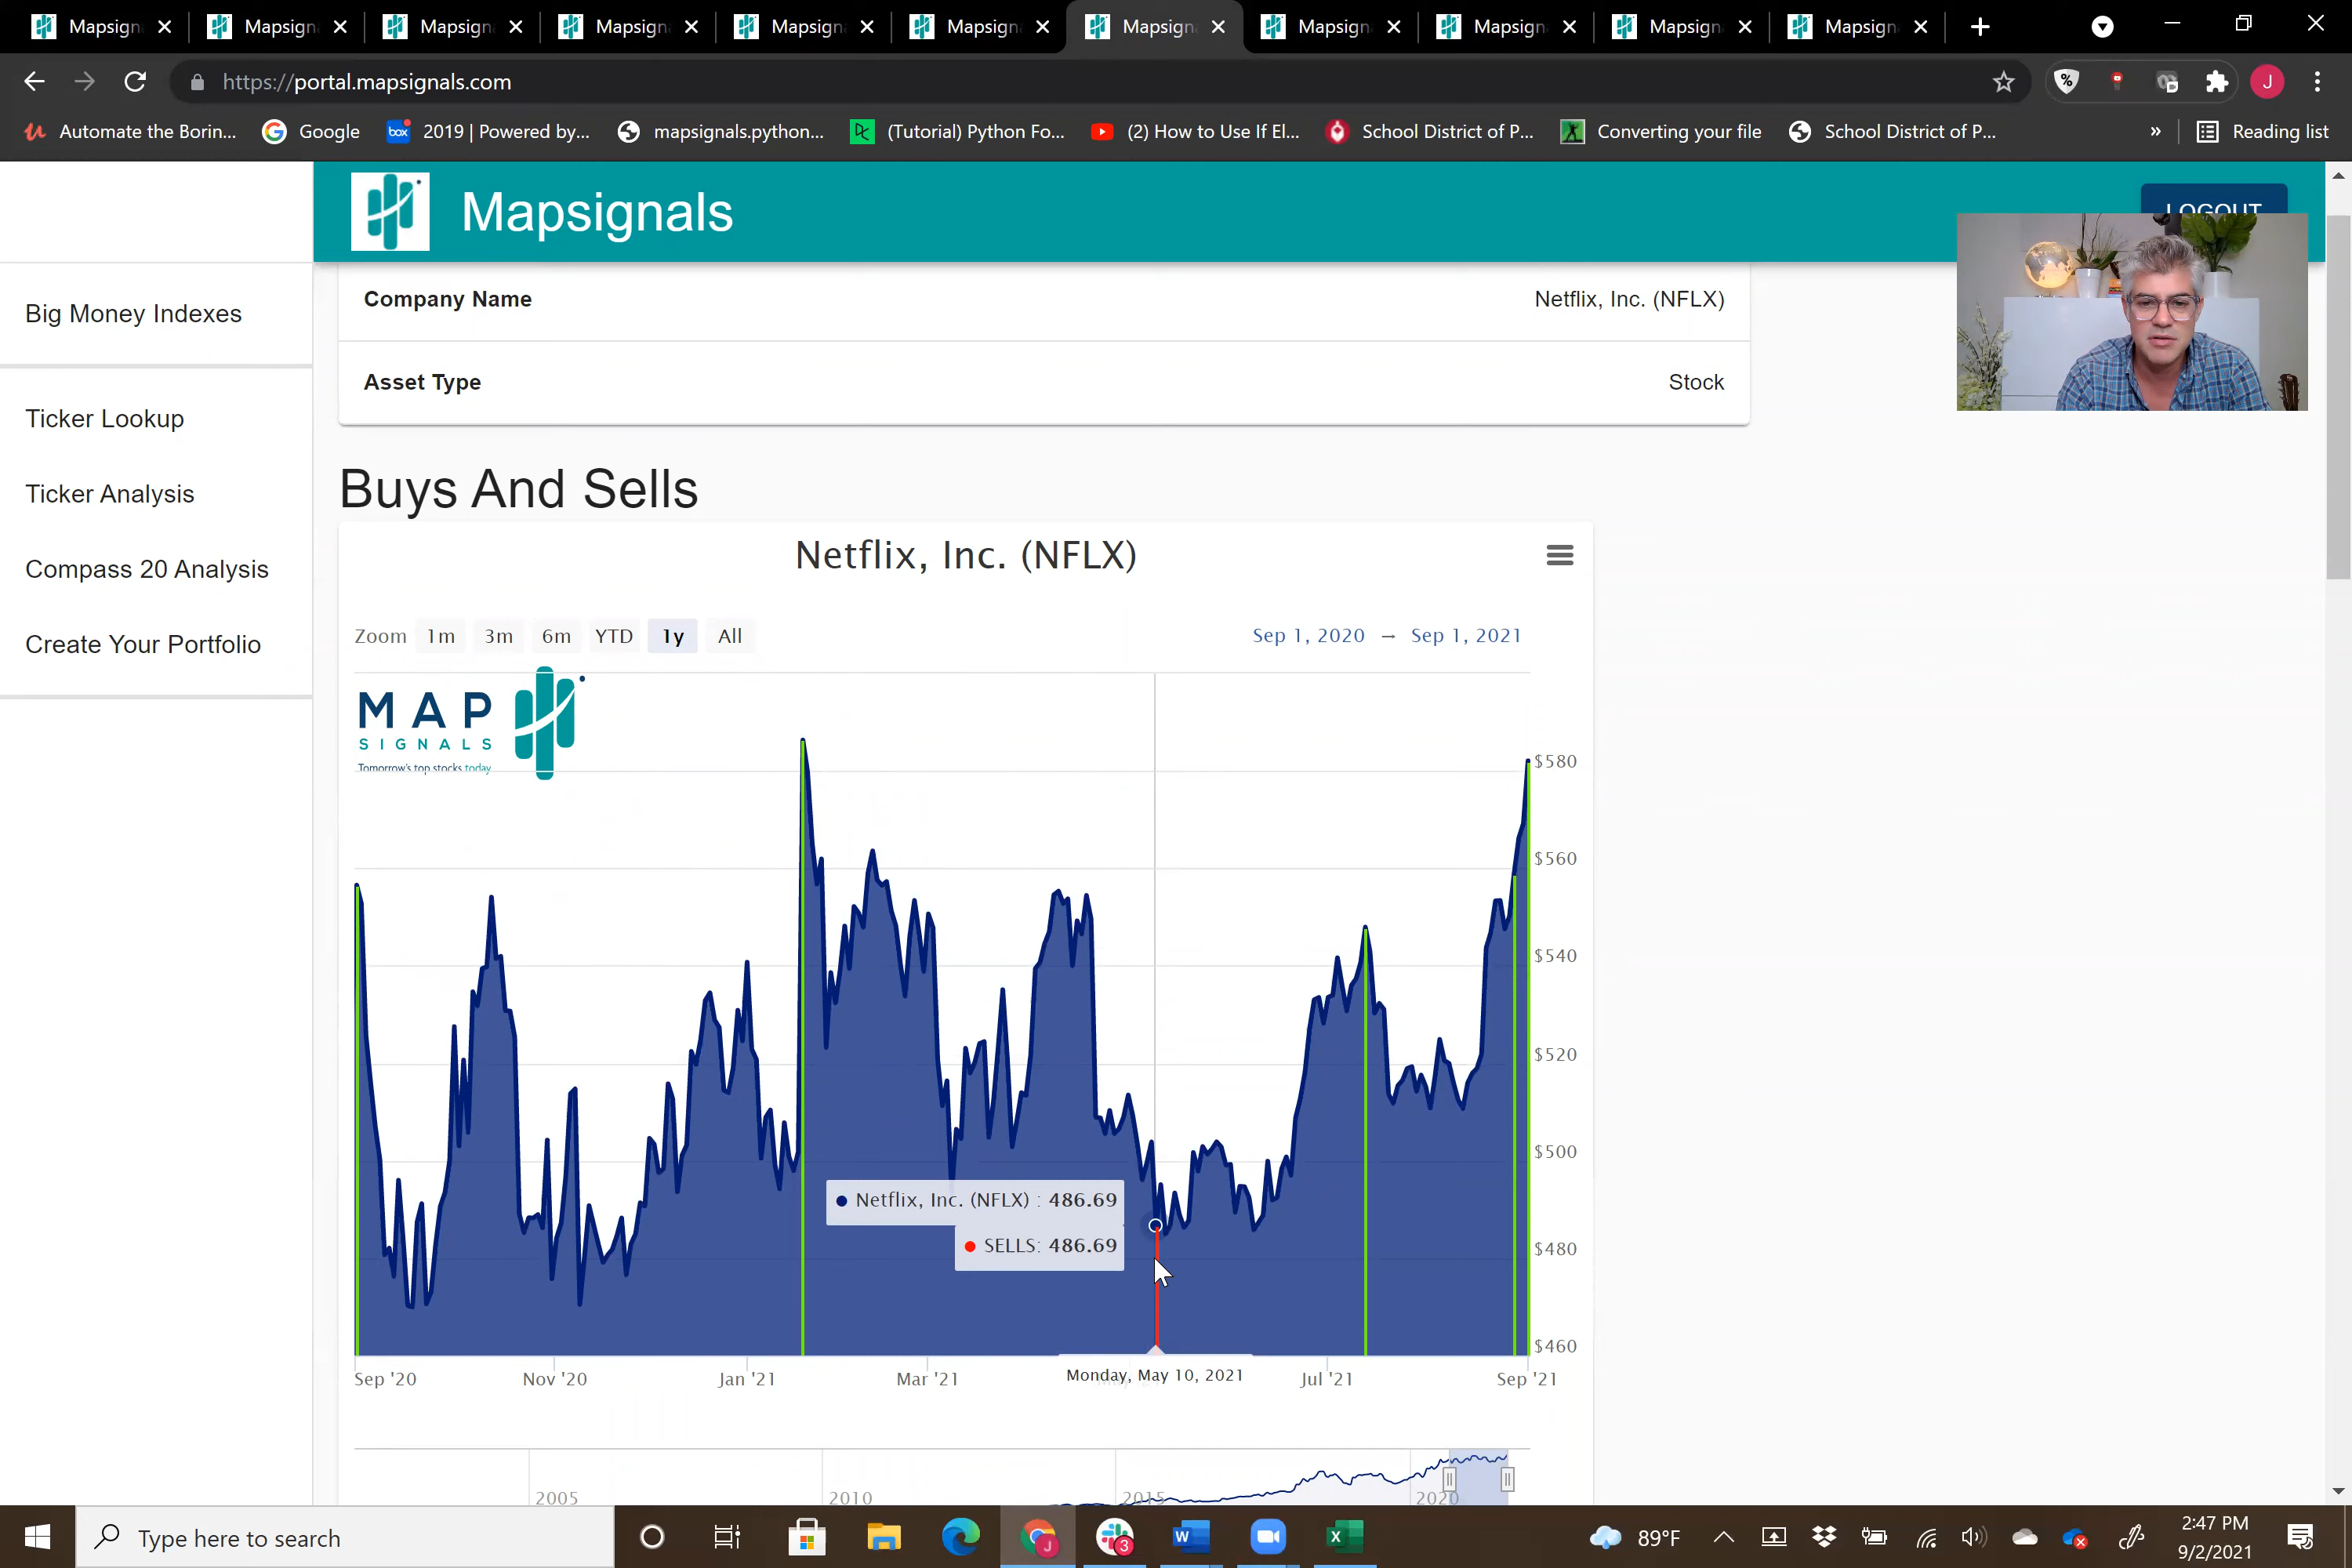 Mapsign
Mapsign
Mapsign
Mapsign
Mapsign
Mapsign
Mapsign
Mapsign
Mapsign
Mapsign
Mapsign
https://portal.mapsignals.com
J
Automate the Borin...
Google
box 2019 | Powered by...
mapsignals.python...
(Tutorial) Python Fo...
(2) How to Use If El...
School District of P...
Converting your file
School District of P...
»
Reading list
Mapsignals
LOGOUT
Big Money Indexes
Ticker Lookup
Ticker Analysis
Compass 20 Analysis
Create Your Portfolio
Company Name Netflix, Inc. (NFLX)
Asset Type Stock
Buys And Sells
Netflix, Inc. (NFLX)
Zoom 1m 3m 6m YTD 1y All
Sep 1, 2020 → Sep 1, 2021
MAP
SIGNALS
Tomorrow's top stocks today
$580
$560
$540
$520
$500
$480
$460
Netflix, Inc. (NFLX) : 486.69
SELLS: 486.69
Sep '20 Nov '20 Jan '21 Mar '21 Monday, May 10, 2021 Jul '21 Sep '21
2005 2010 2015 2020
Type here to search
3
89°F
2:47 PM
9/2/2021